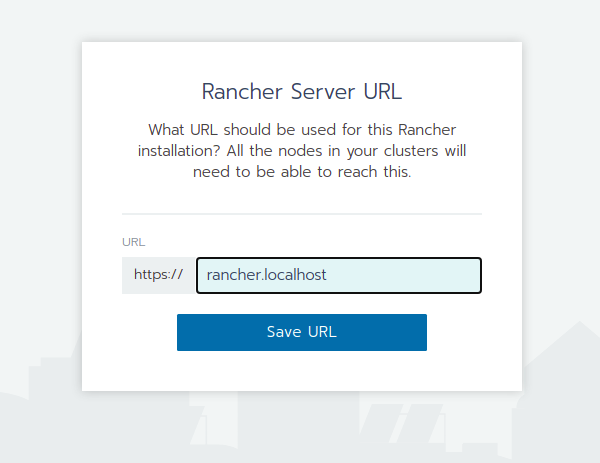 Rancher Server URL
What URL should be used for this Rancher
installation? All the nodes in your clusters will
need to be able to reach this.
URL
https:// rancher.localhost
Save URL